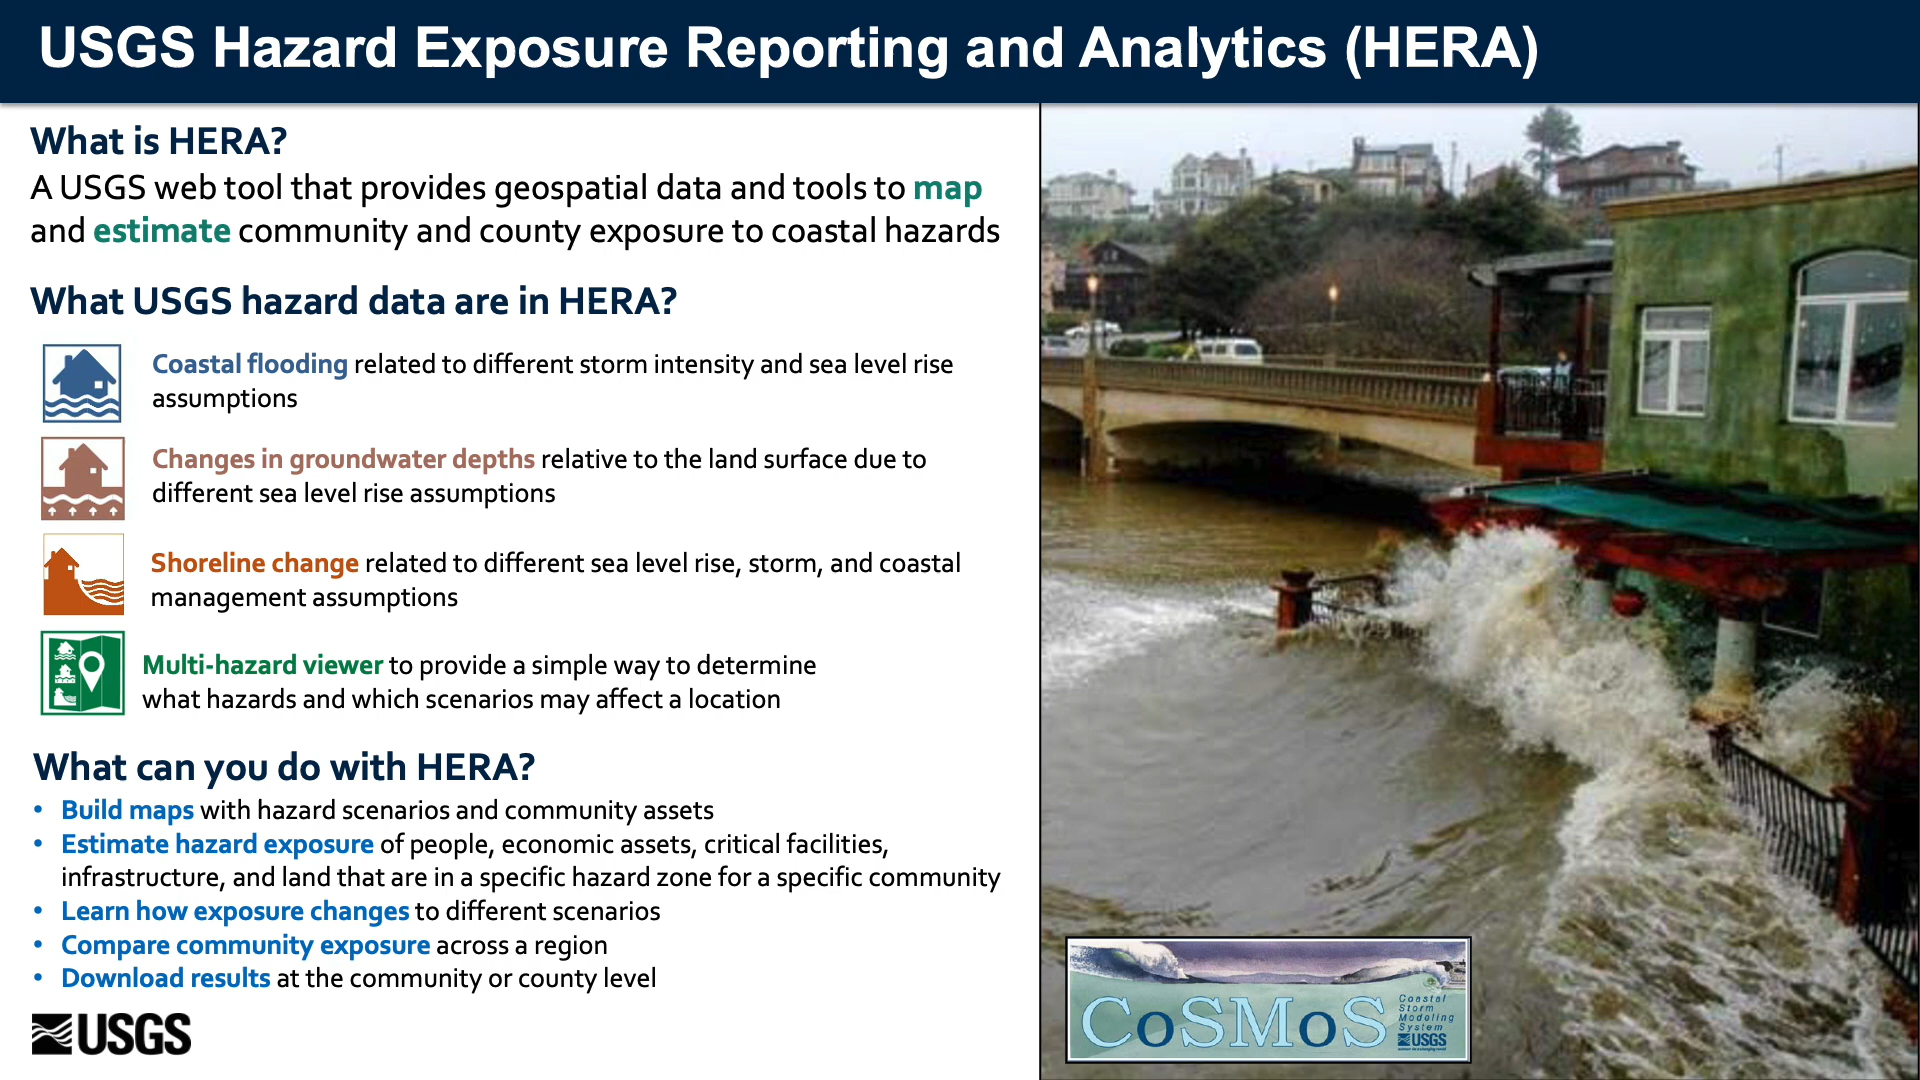 USGS Hazard Exposure Reporting and Analytics (HERA)
What is HERA?
A USGS web tool that provides geospatial data and tools to map
and estimate community and county exposure to coastal hazards
What USGS hazard data are in HERA?
Coastal flooding related to different storm intensity and sea level rise
assumptions
Changes in groundwater depths relative to the land surface due to
different sea level rise assumptions
Shoreline change related to different sea level rise, storm, and coastal
management assumptions
Multi-hazard viewer to provide a simple way to determine
what hazards and which scenarios may affect a location
What can you do with HERA?
• Build maps with hazard scenarios and community assets
• Estimate hazard exposure of people, economic assets, critical facilities,
infrastructure, and land that are in a specific hazard zone for a specific community
• Learn how exposure changes to different scenarios
• Compare community exposure across a region
• Download results at the community or county level
USGS
CoSMoS
Coastal
Storm
Modeling
System
USGS